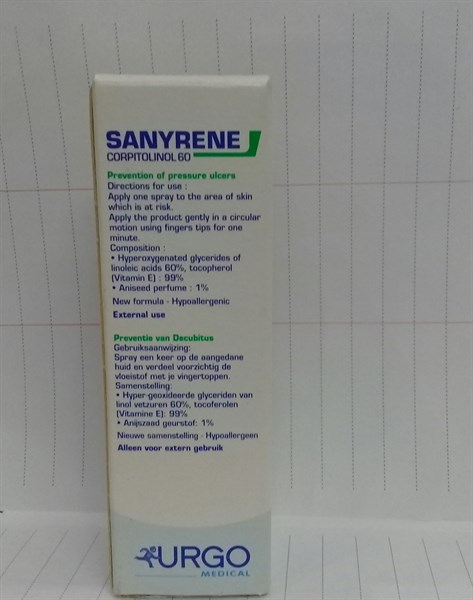 SANYRENE
CORPITOLINOL 60
Prevention of pressure ulcers
Directions for use :
Apply one spray to the area of skin
which is at risk.
Apply the product gently in a circular
motion using fingers tips for one
minute.
Composition :
• Hyperoxygenated glycerides of
linoleic acids 60%, tocopherol
(Vitamin E) : 99%
• Aniseed perfume : 1%
New formula - Hypoallergenic
External use
Preventie van Decubitus
Gebruiksaanwijzing:
Spray een keer op de aangedane
huid en verdeel voorzichtig de
vloeistof met je vingertoppen.
Samenstelling:
• Hyper-geoxideerde glyceriden van
linol vetzuren 60%, tocoferolen
(Vitamine E): 99%
• Anijszaad geurstof: 1%
Nieuwe samenstelling - Hypoallergeen
Alleen voor extern gebruik
URGO
MEDICAL